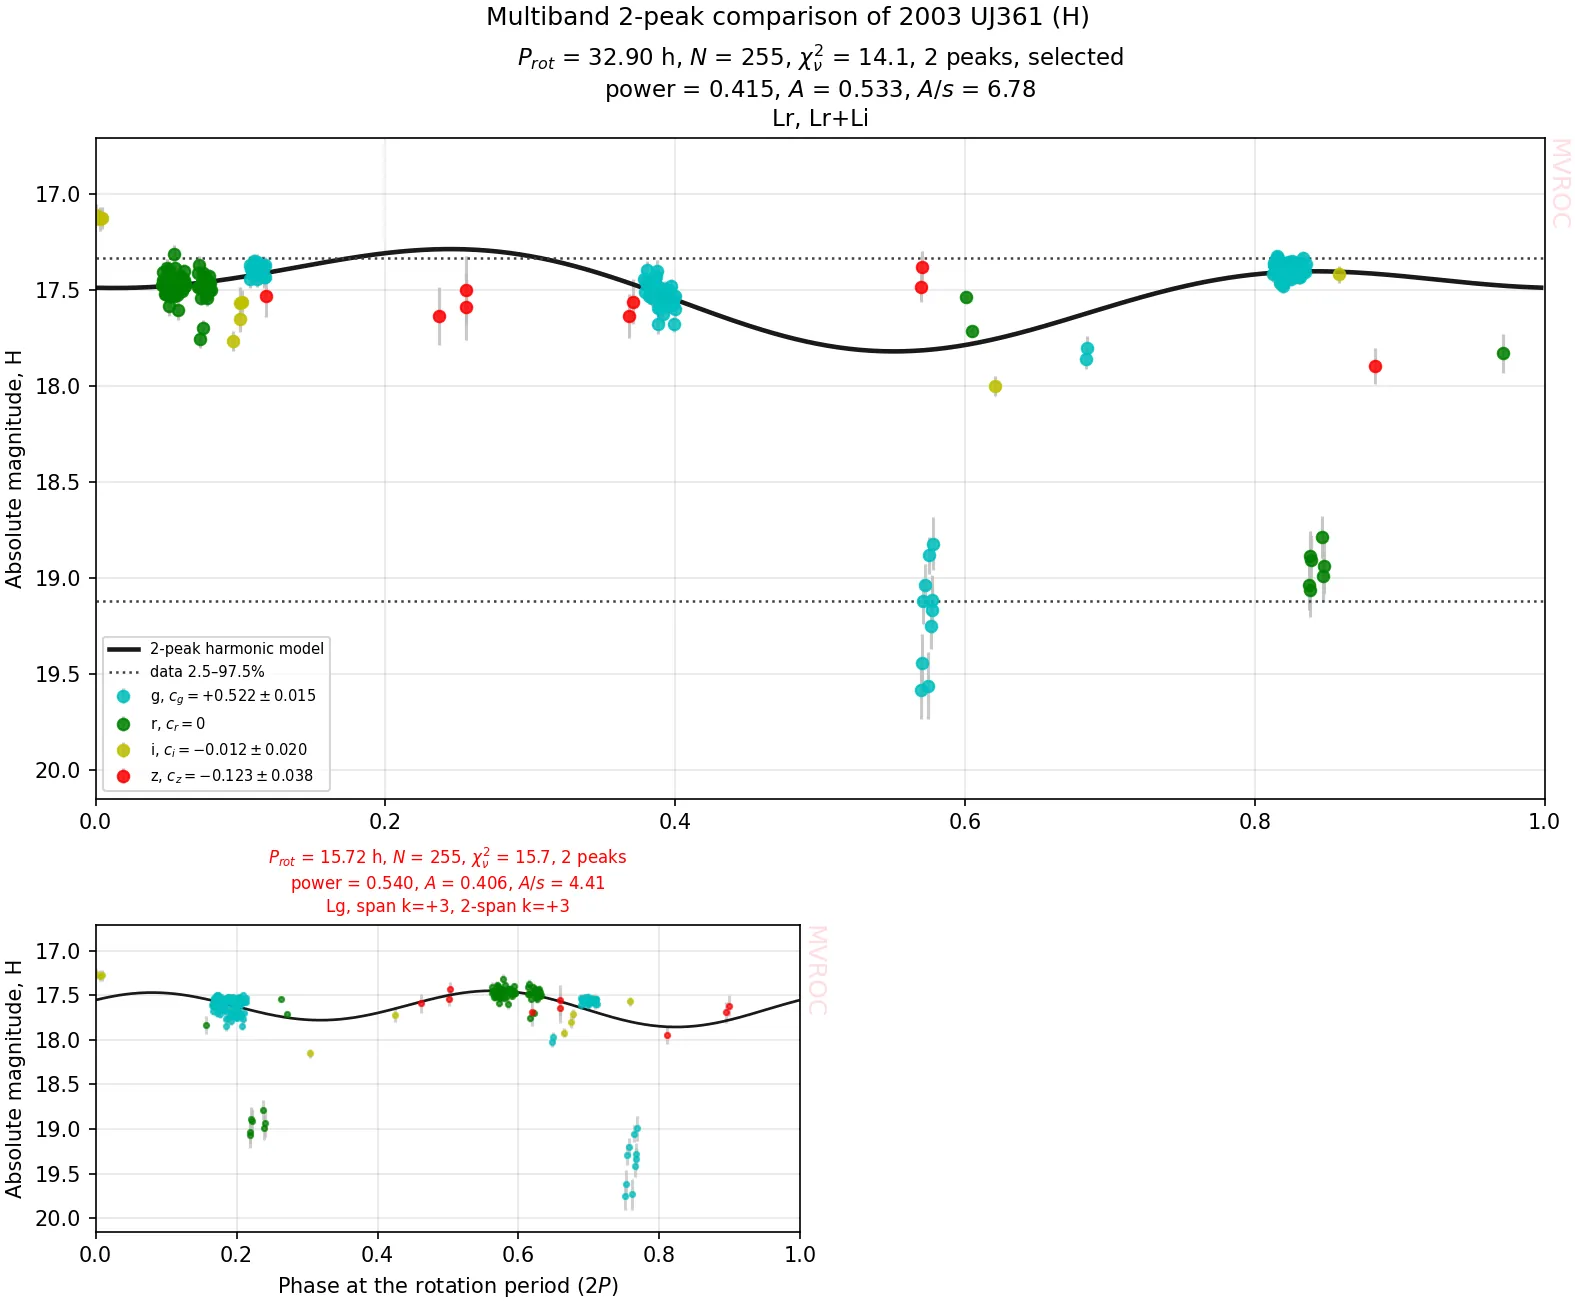 Multiband 2-peak comparison of 2003 UJ361 (H)
P_rot = 32.90 h, N = 255, χ²_ν = 14.1, 2 peaks, selected
power = 0.415, A = 0.533, A/s = 6.78
Lr, Lr+Li
MVROC
Absolute magnitude, H
17.0
17.5
18.0
18.5
19.0
19.5
20.0
2-peak harmonic model
data 2.5–97.5%
g, c_g = +0.522 ± 0.015
r, c_r = 0
i, c_i = −0.012 ± 0.020
z, c_z = −0.123 ± 0.038
0.0 0.2 0.4 0.6 0.8 1.0
P_rot = 15.72 h, N = 255, χ²_ν = 15.7, 2 peaks
power = 0.540, A = 0.406, A/s = 4.41
Lg, span k=+3, 2-span k=+3
MVROC
Absolute magnitude, H
17.0
17.5
18.0
18.5
19.0
19.5
20.0
0.0 0.2 0.4 0.6 0.8 1.0
Phase at the rotation period (2P)